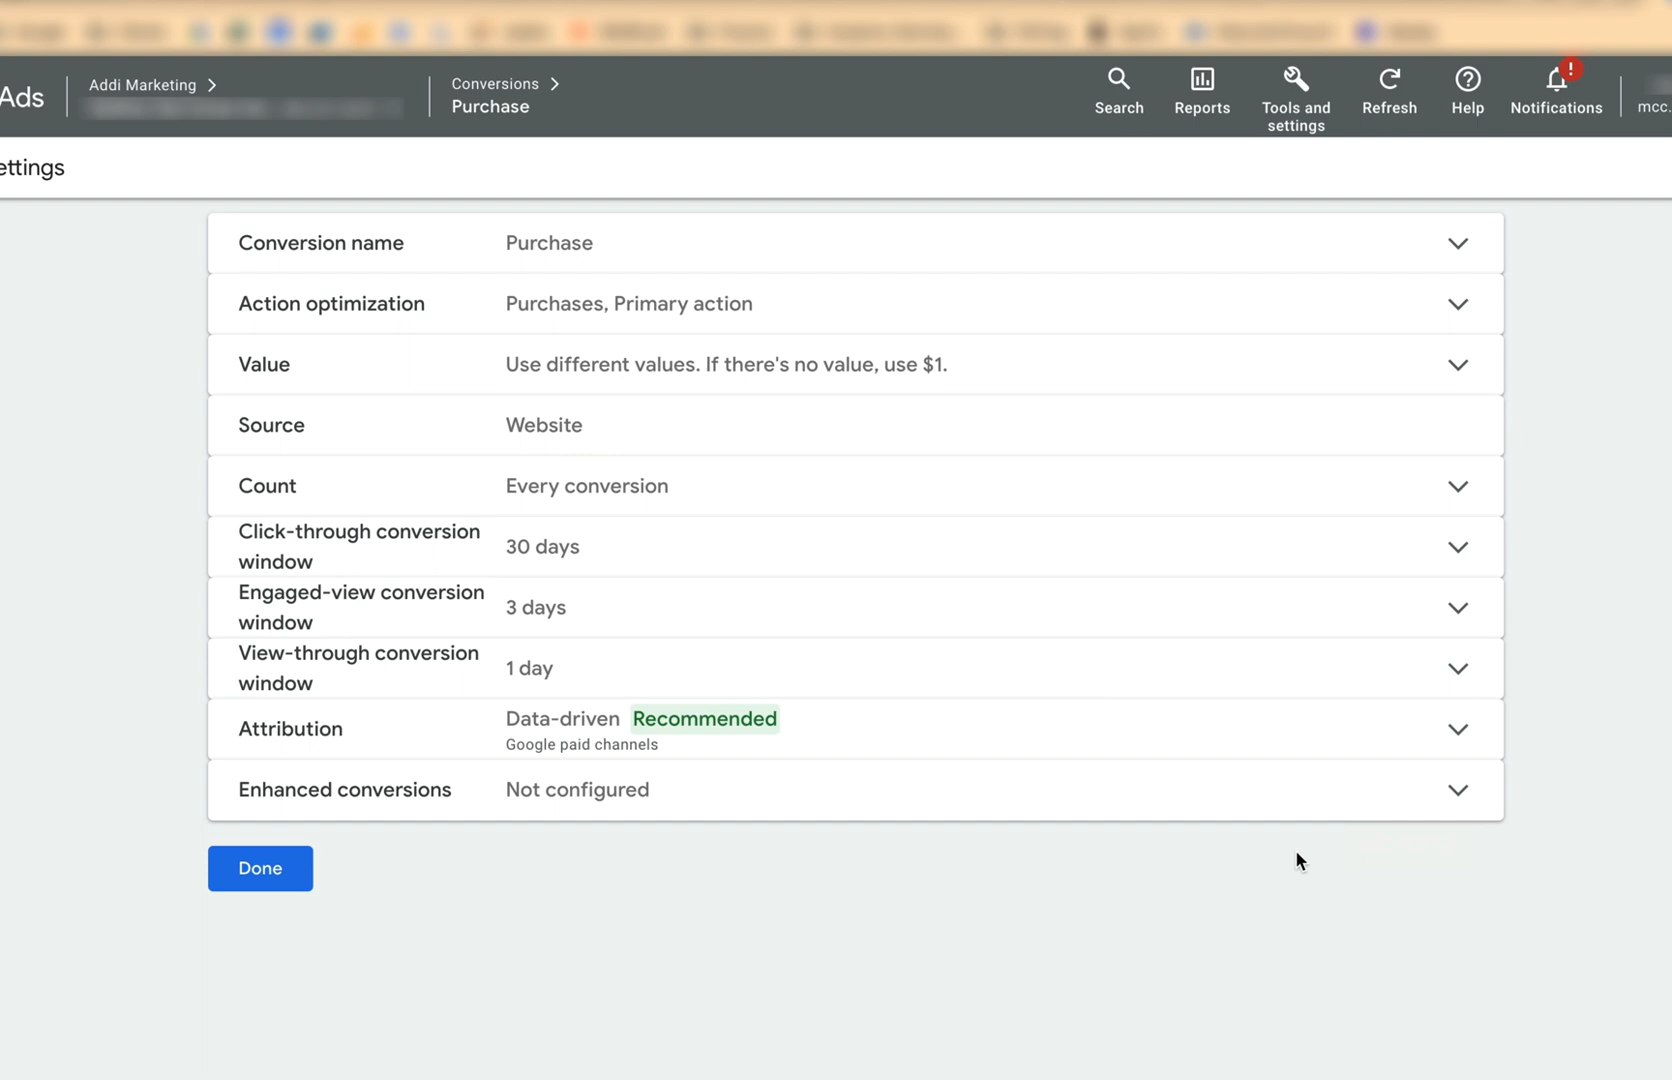 Ads
Addi Marketing
Conversions
Purchase
Search
Reports
Tools and
settings
Refresh
Help
!
Notifications
mcc.
ettings
Conversion name
Purchase
Action optimization
Purchases, Primary action
Value
Use different values. If there's no value, use $1.
Source
Website
Count
Every conversion
Click-through conversion
window
30 days
Engaged-view conversion
window
3 days
View-through conversion
window
1 day
Attribution
Data-driven Recommended
Google paid channels
Enhanced conversions
Not configured
Done